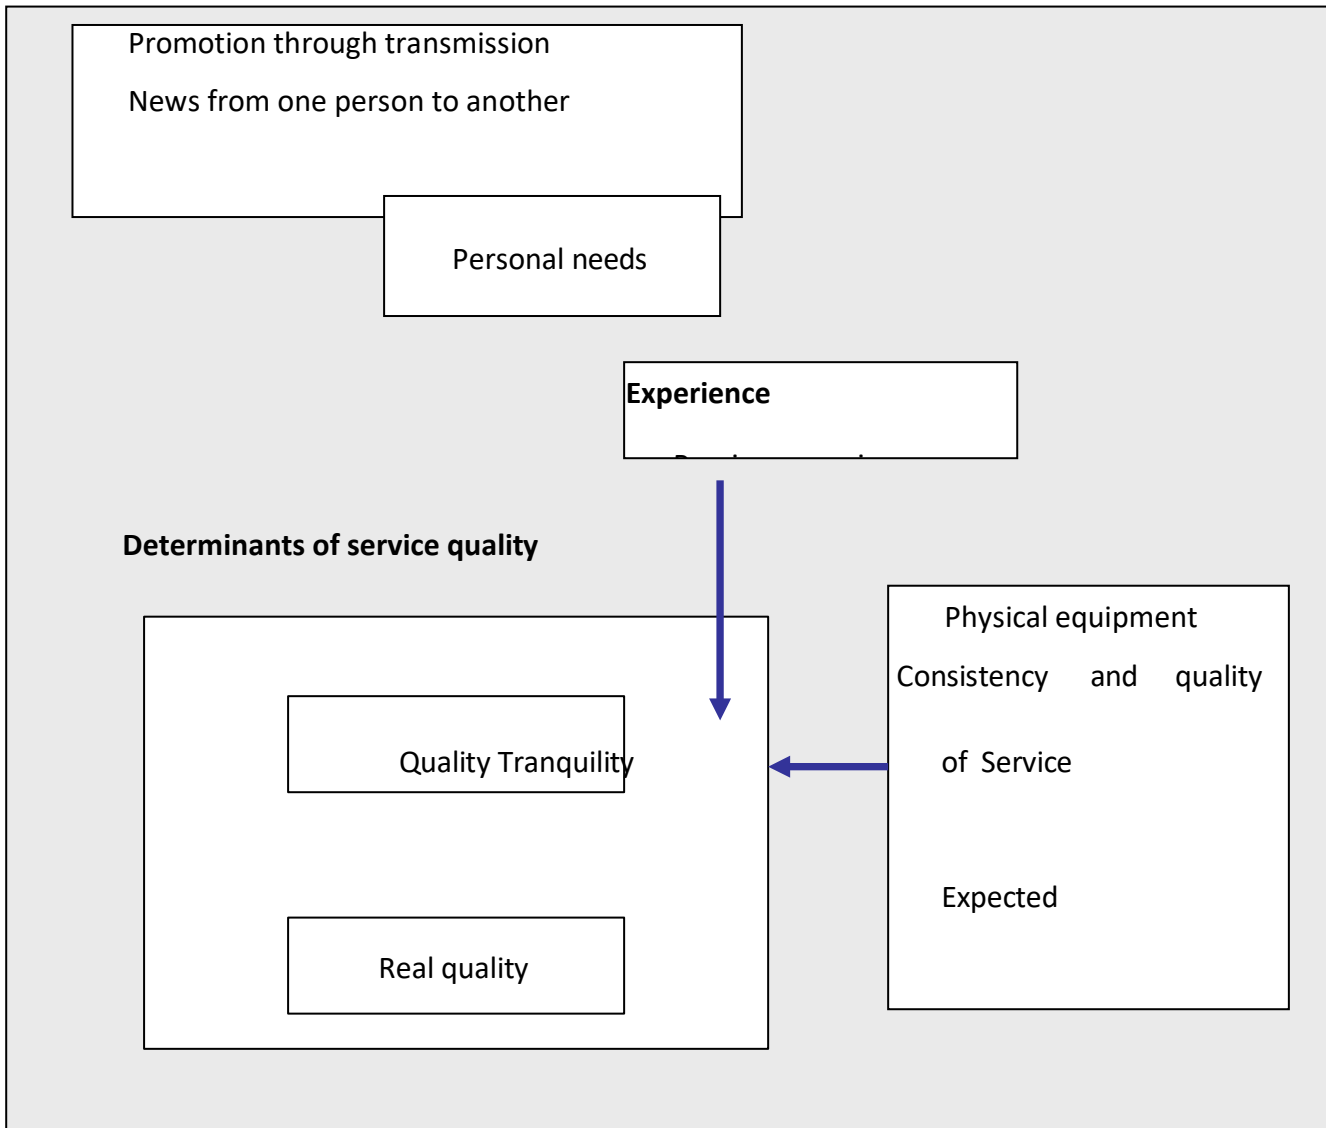 Promotion through transmission
News from one person to another
Personal needs
Experience
Determinants of service quality
Physical equipment
Consistency and quality
of Service
Expected
Quality Tranquility
Real quality